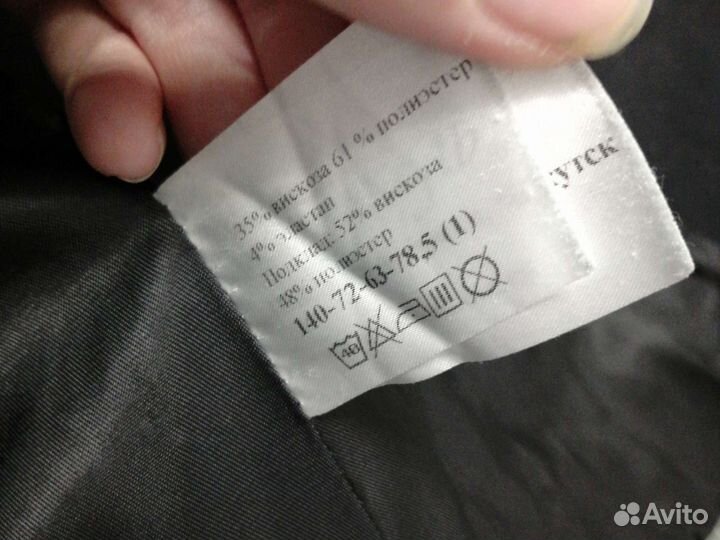 35% вискоза 61% полиэстер
4% эластан
Подклад: 52% вискоза
48% полиэстер
140-72-63-78,5 (1)
40
утск
Avito